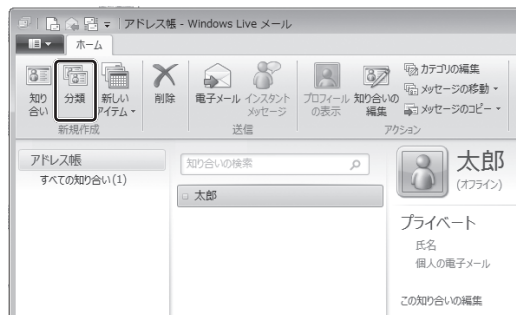 アドレス帳 - Windows Live メール
ホーム
知り合い
分類
新しいアイテム
削除
電子メール
インスタントメッセージ
プロフィールの表示
知り合いの編集
カテゴリの編集
メッセージの移動
メッセージのコピー
新規作成
送信
アクション
アドレス帳
すべての知り合い(1)
知り合いの検索
太郎
太郎
(オフライン)
プライベート
氏名
個人の電子メール
この知り合いの編集